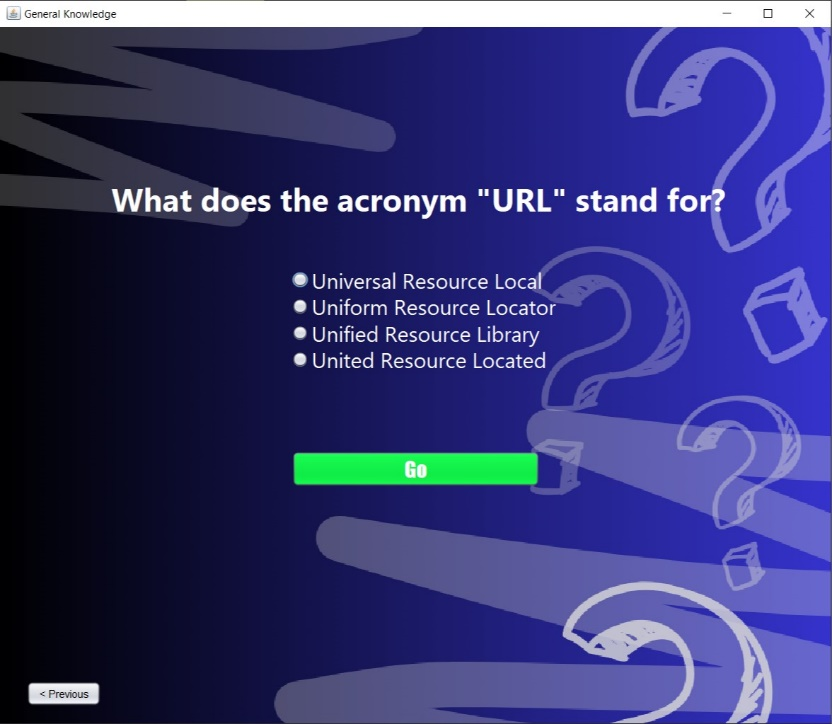 General Knowledge
What does the acronym "URL" stand for?
Universal Resource Local
Uniform Resource Locator
Unified Resource Library
United Resource Located
Go
< Previous